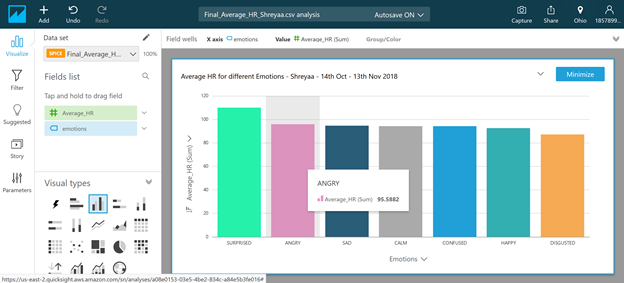 Add
Undo
Redo
Final_Average_HR_Shreyaa.csv analysis
Autosave ON
Capture
Share
Ohio
1857899...
Visualize
Filter
Suggested
Story
Parameters
Data set
SPICE Final_Average_H... 100%
Fields list
Tap and hold to drag field
Average_HR
emotions
Visual types
Field wells X axis emotions Value Average_HR (Sum) Group/Color
Average HR for different Emotions - Shreyaa - 14th Oct - 13th Nov 2018
Minimize
Average_HR (Sum)
120
100
80
60
40
20
0
ANGRY
Average_HR (Sum) 95.5882
SURPRISED ANGRY SAD CALM CONFUSED HAPPY DISGUSTED
Emotions
https://us-east-2.quicksight.aws.amazon.com/sn/analyses/a08e0153-03e5-4be2-834c-a84e5b3fe016#